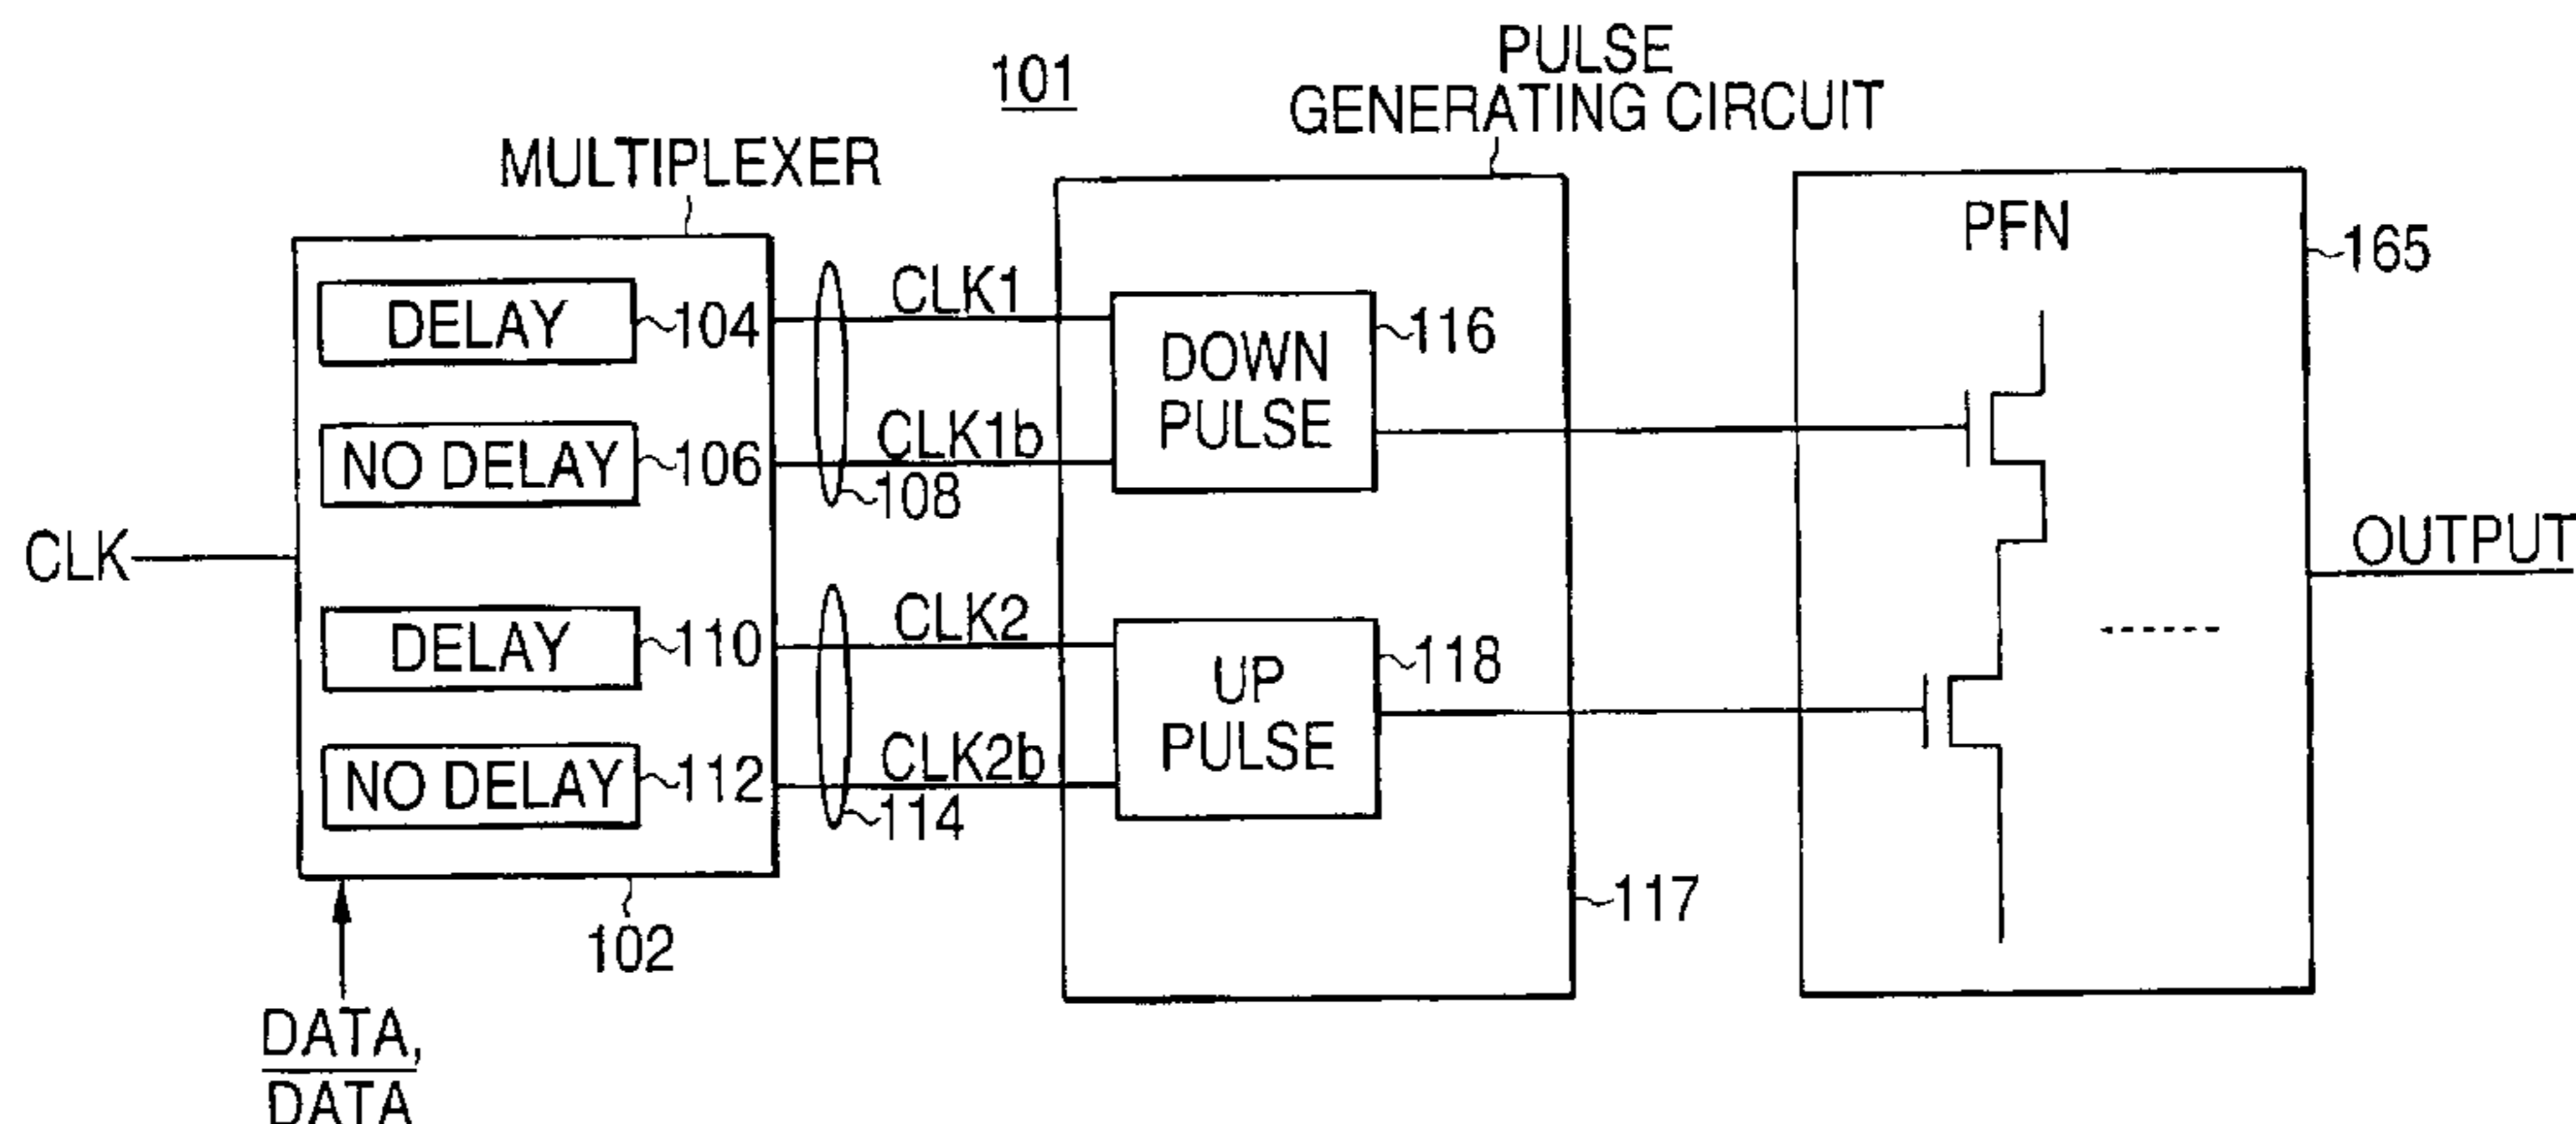 101
PULSE
GENERATING CIRCUIT
MULTIPLEXER
PFN
165
DELAY
104
CLK1
DOWN
PULSE
116
NO DELAY
106
CLK1b
108
CLK
OUTPUT
DELAY
110
CLK2
UP
PULSE
118
NO DELAY
112
CLK2b
114
117
102
DATA,
DATA